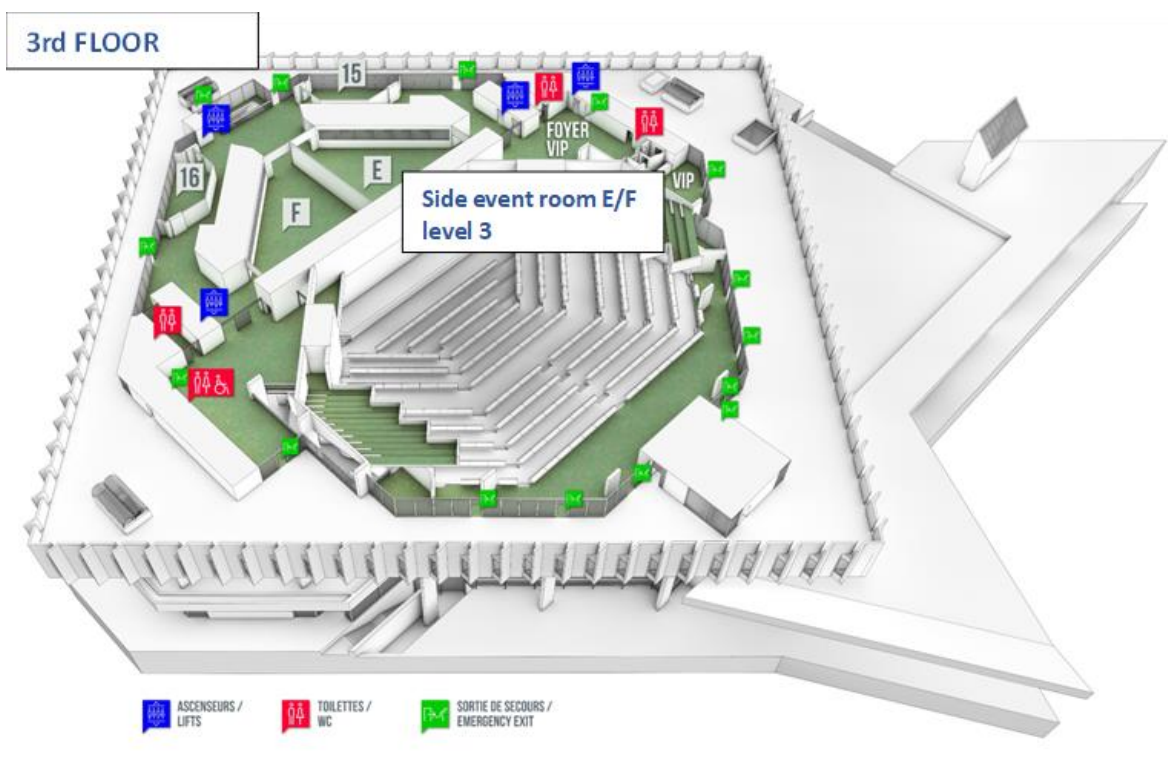 3rd FLOOR
15
FOYER
VIP
16
E
VIP
F
Side event room E/F
level 3
ASCENSEURS /
LIFTS
TOILETTES /
WC
SORTIE DE SECOURS /
EMERGENCY EXIT